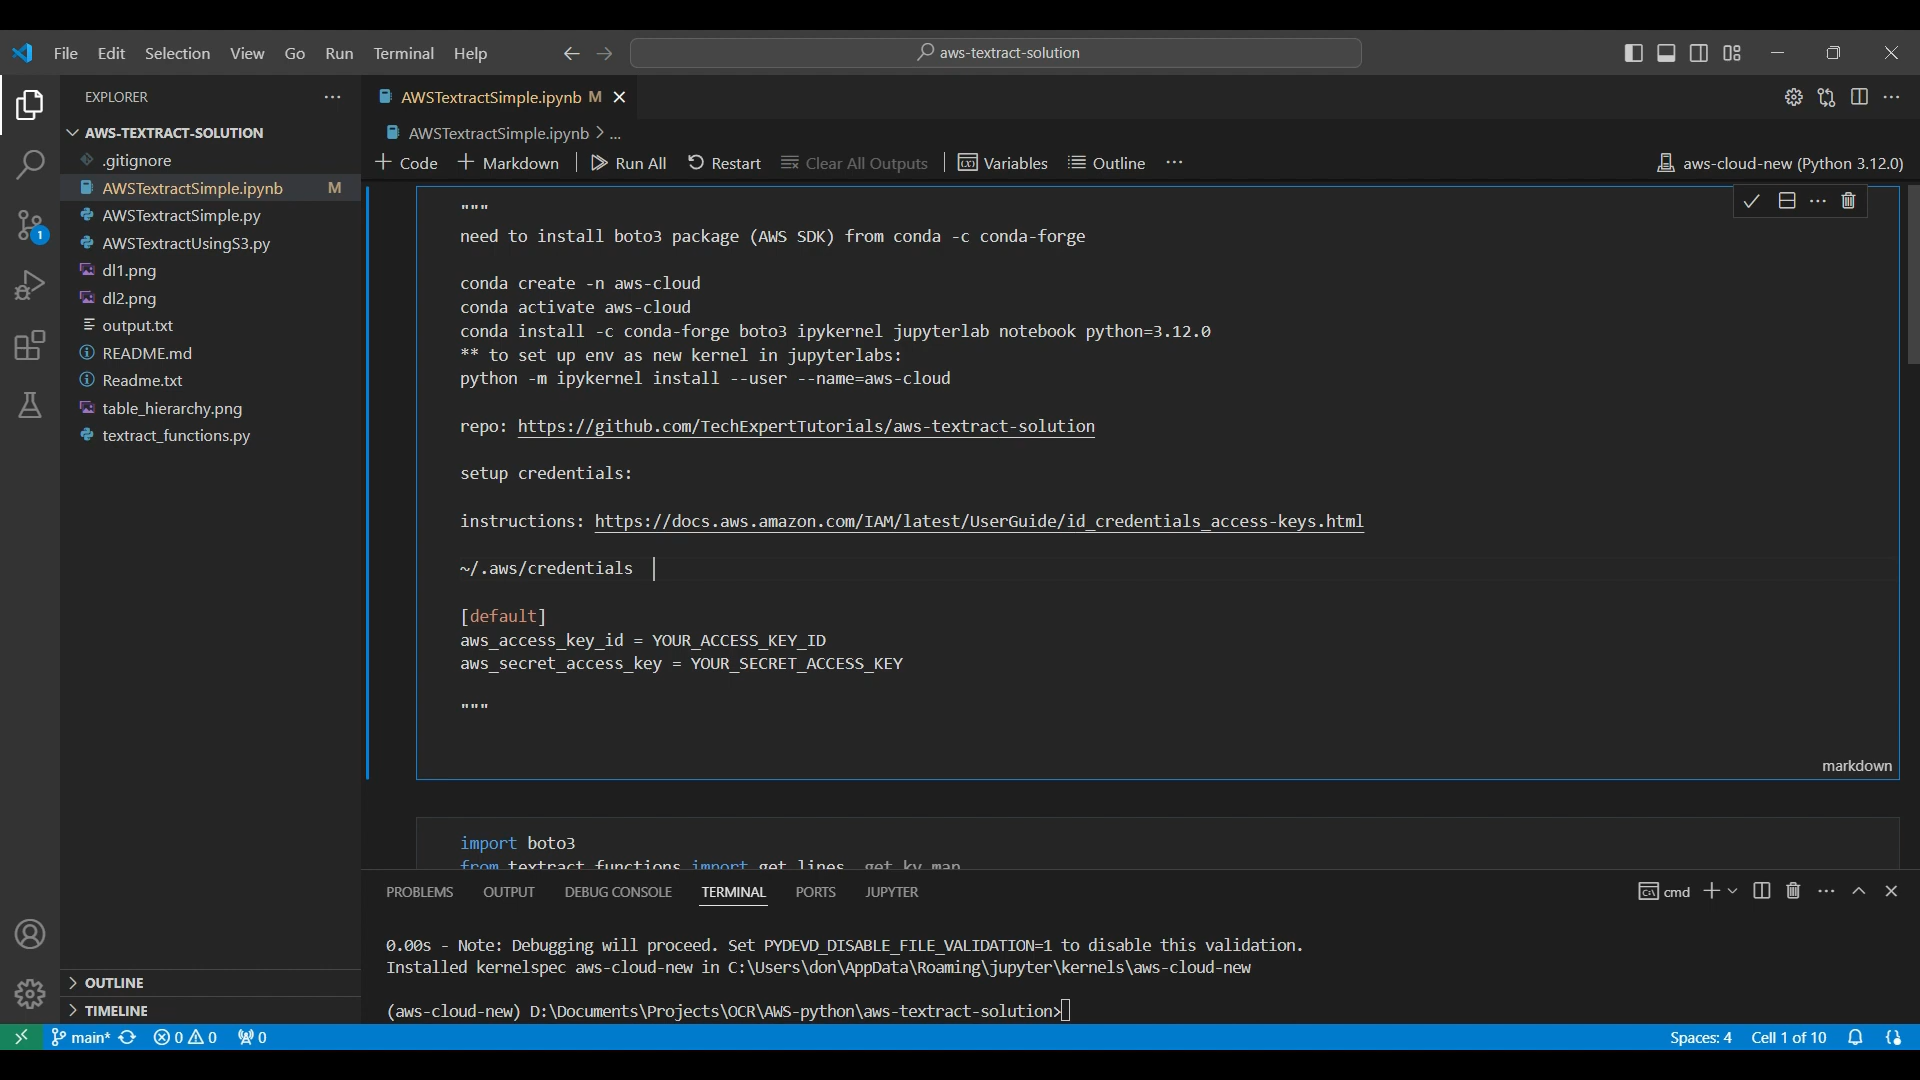 File Edit Selection View Go Run Terminal Help
aws-textract-solution
EXPLORER
AWS-TEXTRACT-SOLUTION
.gitignore
AWSTextractSimple.ipynb M
AWSTextractSimple.py
AWSTextractUsingS3.py
dl1.png
dl2.png
output.txt
README.md
Readme.txt
table_hierarchy.png
textract_functions.py
OUTLINE
TIMELINE
1
AWSTextractSimple.ipynb M
AWSTextractSimple.ipynb > ...
+ Code + Markdown Run All Restart Clear All Outputs Variables Outline ...
aws-cloud-new (Python 3.12.0)
"""
need to install boto3 package (AWS SDK) from conda -c conda-forge
conda create -n aws-cloud
conda activate aws-cloud
conda install -c conda-forge boto3 ipykernel jupyterlab notebook python=3.12.0
** to set up env as new kernel in jupyterlabs:
python -m ipykernel install --user --name=aws-cloud
repo: https://github.com/TechExpertTutorials/aws-textract-solution
setup credentials:
instructions: https://docs.aws.amazon.com/IAM/latest/UserGuide/id_credentials_access-keys.html
~/.aws/credentials
[default]
aws_access_key_id = YOUR_ACCESS_KEY_ID
aws_secret_access_key = YOUR_SECRET_ACCESS_KEY
"""
markdown
import boto3
from textract_functions import get_lines, get_kv_map
PROBLEMS OUTPUT DEBUG CONSOLE TERMINAL PORTS JUPYTER
cmd
0.00s - Note: Debugging will proceed. Set PYDEVD_DISABLE_FILE_VALIDATION=1 to disable this validation.
Installed kernelspec aws-cloud-new in C:\Users\don\AppData\Roaming\jupyter\kernels\aws-cloud-new
(aws-cloud-new) D:\Documents\Projects\OCR\AWS-python\aws-textract-solution>
main* 0 0 0
Spaces: 4 Cell 1 of 10